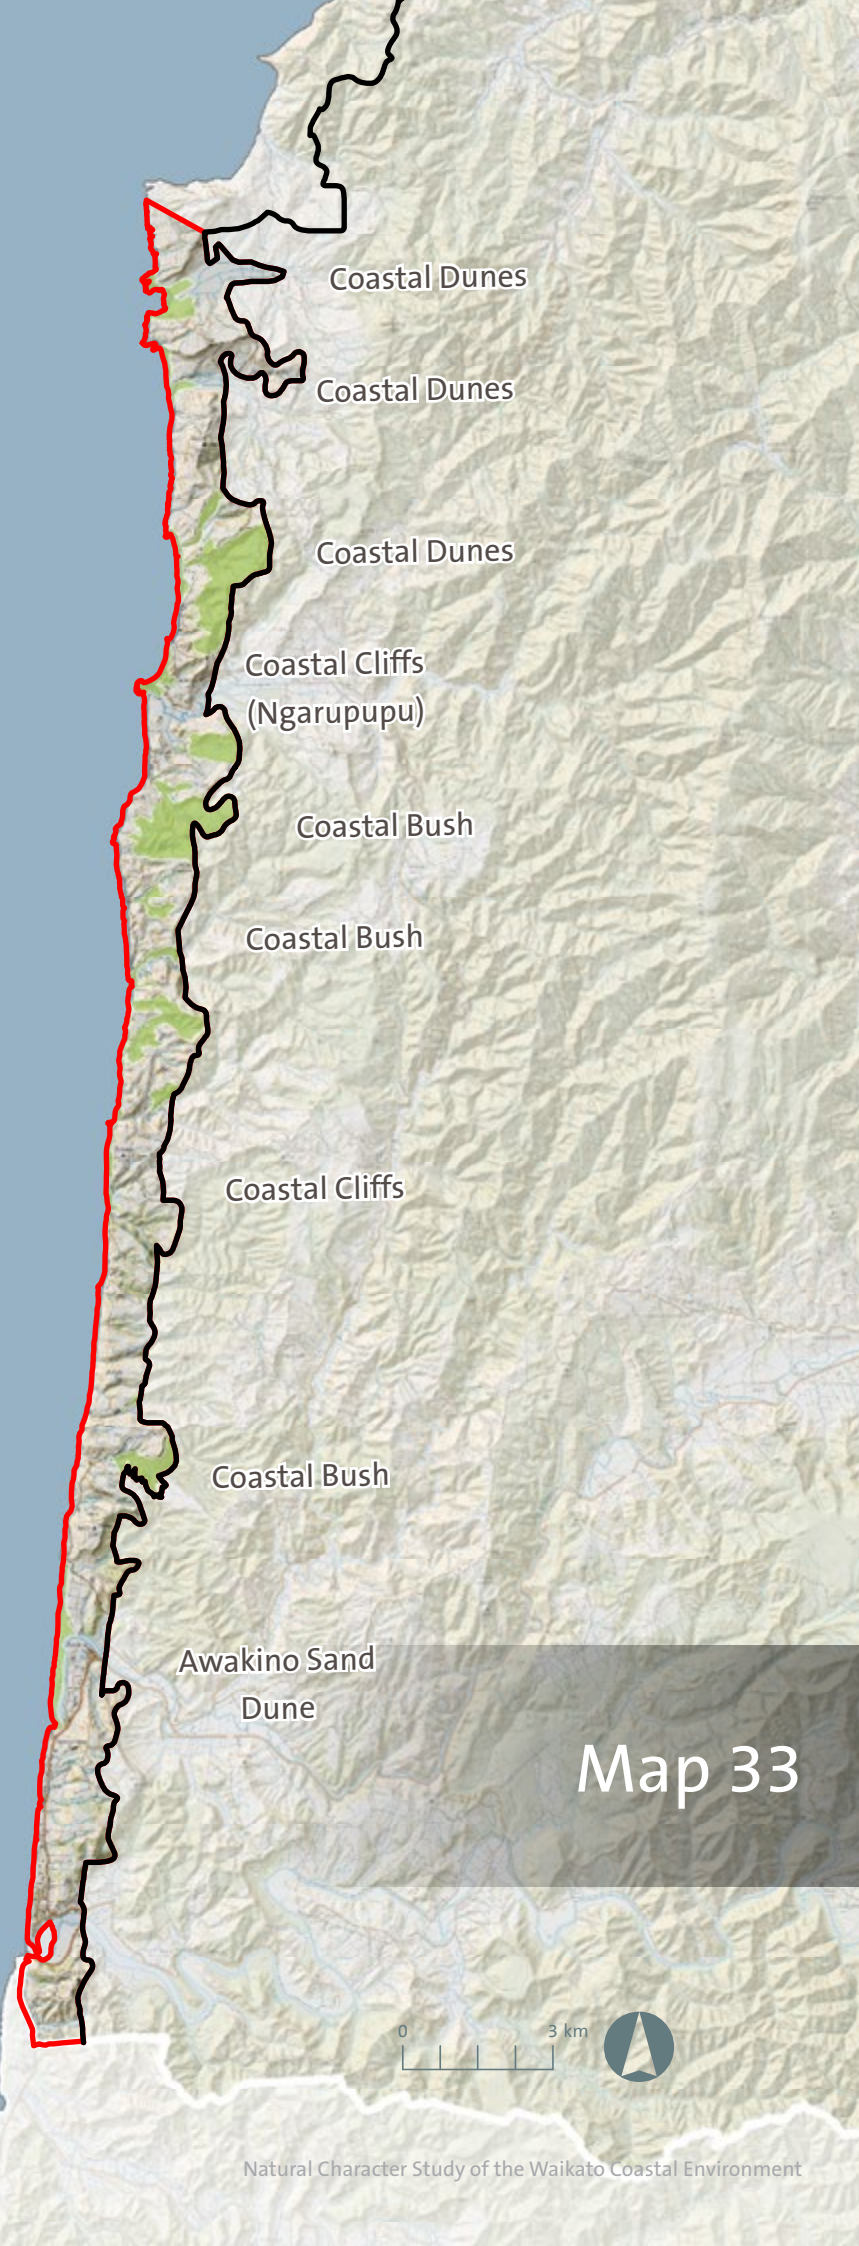 Coastal Dunes
Coastal Dunes
Coastal Dunes
Coastal Cliffs
(Ngarupupu)
Coastal Bush
Coastal Bush
Coastal Cliffs
Coastal Bush
Awakino Sand
Dune
Map 33
0 3 km
Natural Character Study of the Waikato Coastal Environment